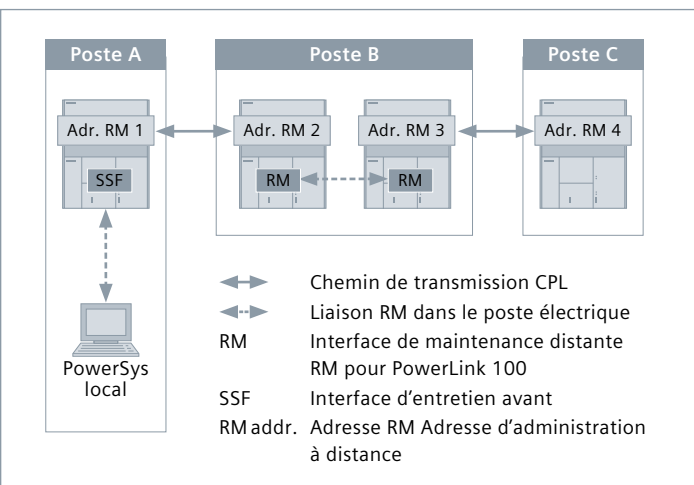 Poste A
Poste B
Poste C
Adr. RM 1
Adr. RM 2
Adr. RM 3
Adr. RM 4
SSF
RM
RM
PowerSys
local
Chemin de transmission CPL
Liaison RM dans le poste électrique
RM Interface de maintenance distante
RM pour PowerLink 100
SSF Interface d'entretien avant
RM addr. Adresse RM Adresse d'administration
à distance